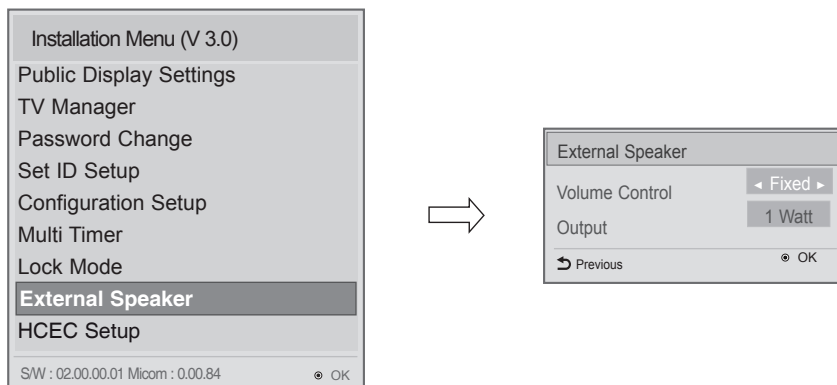 Installation Menu (V 3.0)
Public Display Settings
TV Manager
Password Change
Set ID Setup
Configuration Setup
Multi Timer
Lock Mode
External Speaker
HCEC Setup
S/W : 02.00.00.01 Micom : 0.00.84 ◉ OK
External Speaker
Volume Control ◄ Fixed ►
Output 1 Watt
Previous ◉ OK